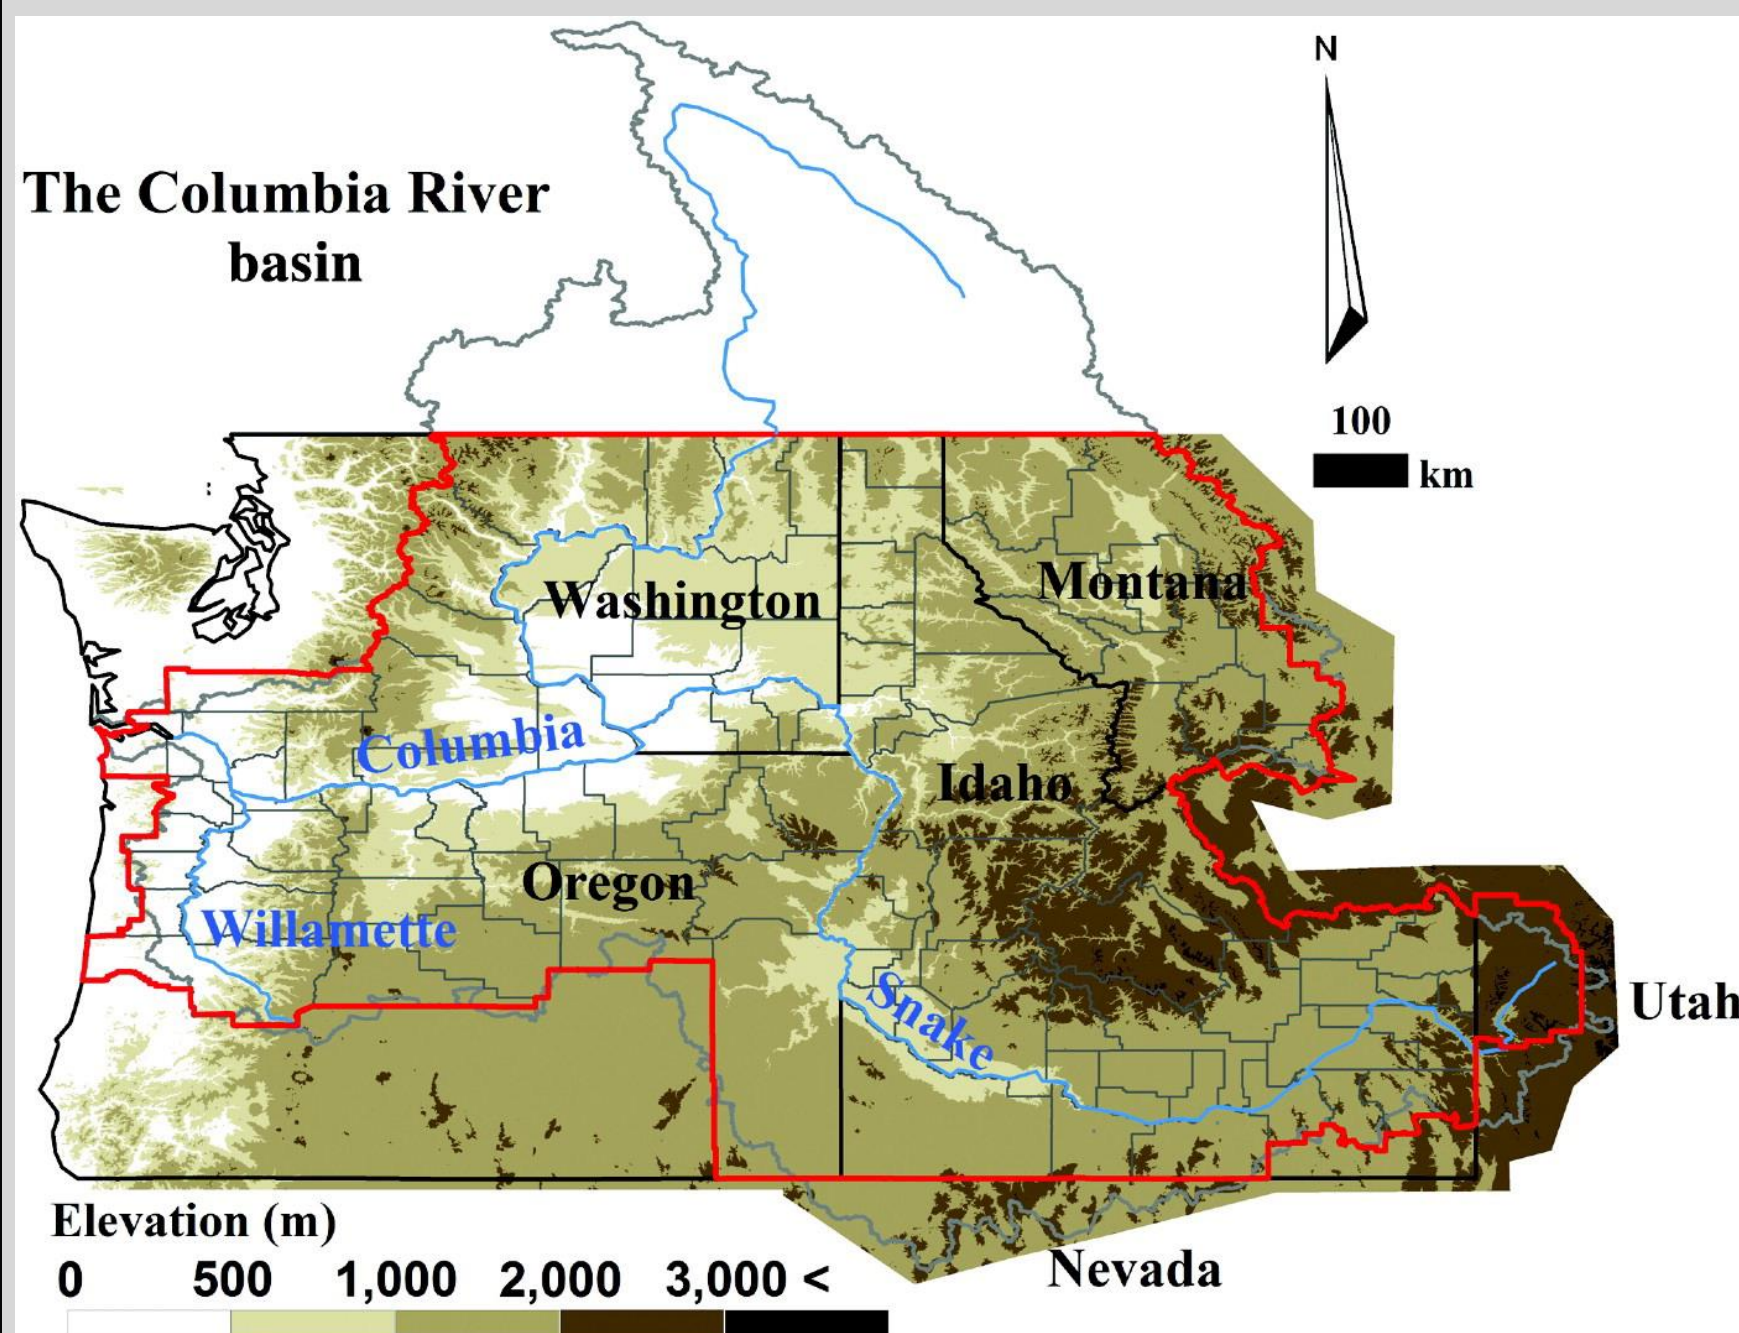 N
The Columbia River
basin
100
km
Washington
Montana
Columbia
Idaho
Oregon
Willamette
Snake
Utah
Nevada
Elevation (m)
0 500 1,000 2,000 3,000 <